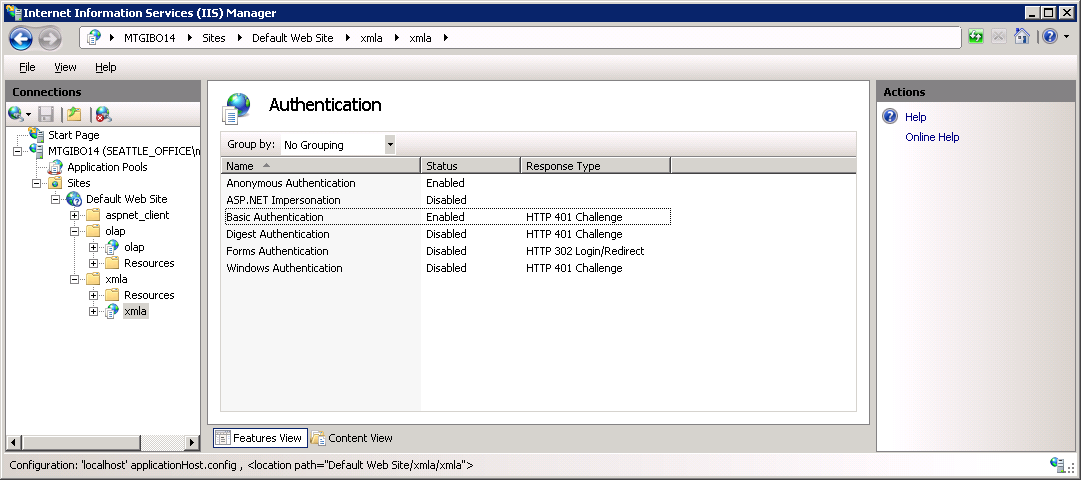 Internet Information Services (IIS) Manager
MTGIBO14 Sites Default Web Site xmla xmla
File View Help
Connections
Start Page
MTGIBO14 (SEATTLE_OFFICE\
Application Pools
Sites
Default Web Site
aspnet_client
olap
olap
Resources
xmla
Resources
xmla
Authentication
Group by: No Grouping
Name Status Response Type
Anonymous Authentication Enabled
ASP.NET Impersonation Disabled
Basic Authentication Enabled HTTP 401 Challenge
Digest Authentication Disabled HTTP 401 Challenge
Forms Authentication Disabled HTTP 302 Login/Redirect
Windows Authentication Disabled HTTP 401 Challenge
Features View Content View
Actions
Help
Online Help
Configuration: 'localhost' applicationHost.config , <location path="Default Web Site/xmla/xmla">